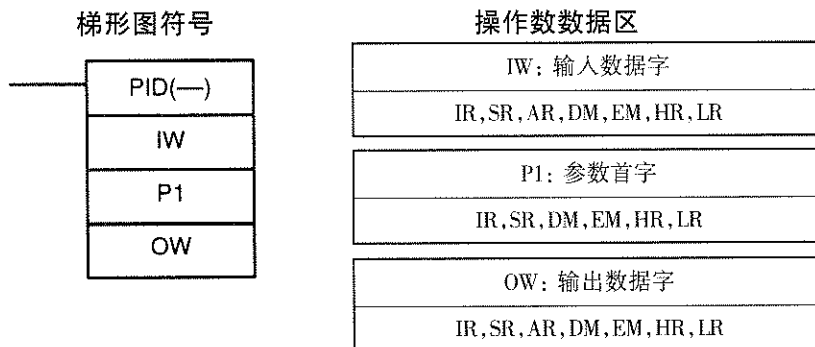 梯形图符号
PID(—)
IW
P1
OW
操作数数据区
IW: 输入数据字
IR,SR,AR,DM,EM,HR,LR
P1: 参数首字
IR,SR,DM,EM,HR,LR
OW: 输出数据字
IR,SR,AR,DM,EM,HR,LR